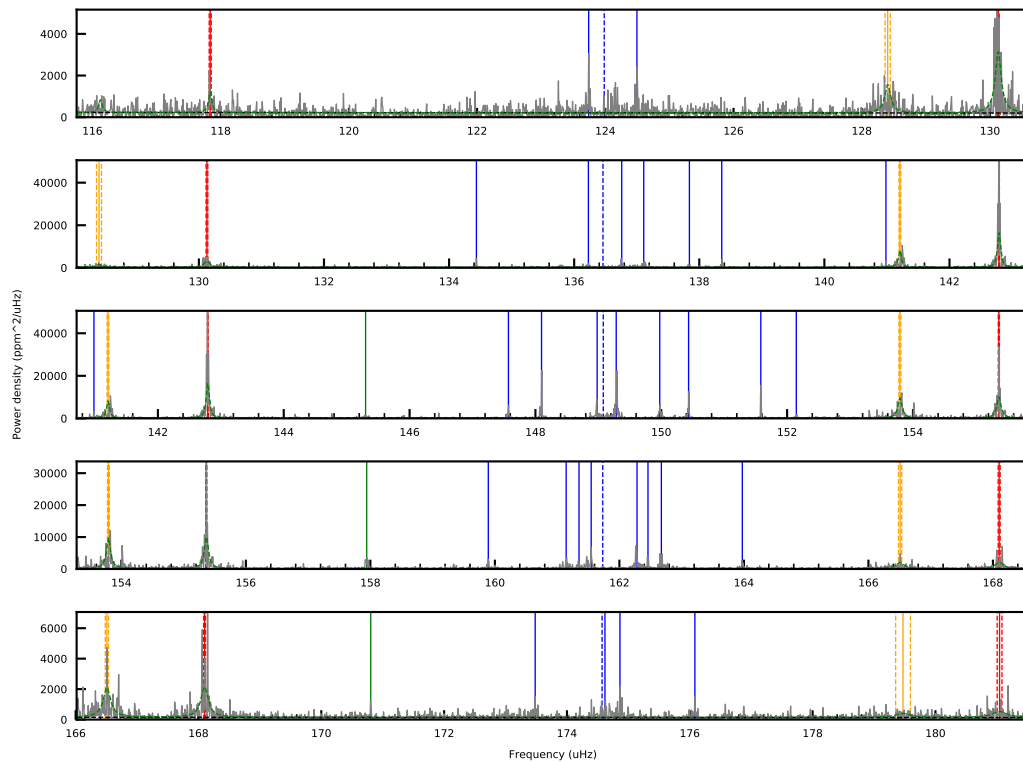 4000
2000
0
116 118 120 122 124 126 128 130
40000
20000
0
130 132 134 136 138 140 142
Power density (ppm^2/uHz)
40000
20000
0
142 144 146 148 150 152 154
30000
20000
10000
0
154 156 158 160 162 164 166 168
6000
4000
2000
0
166 168 170 172 174 176 178 180
Frequency (uHz)